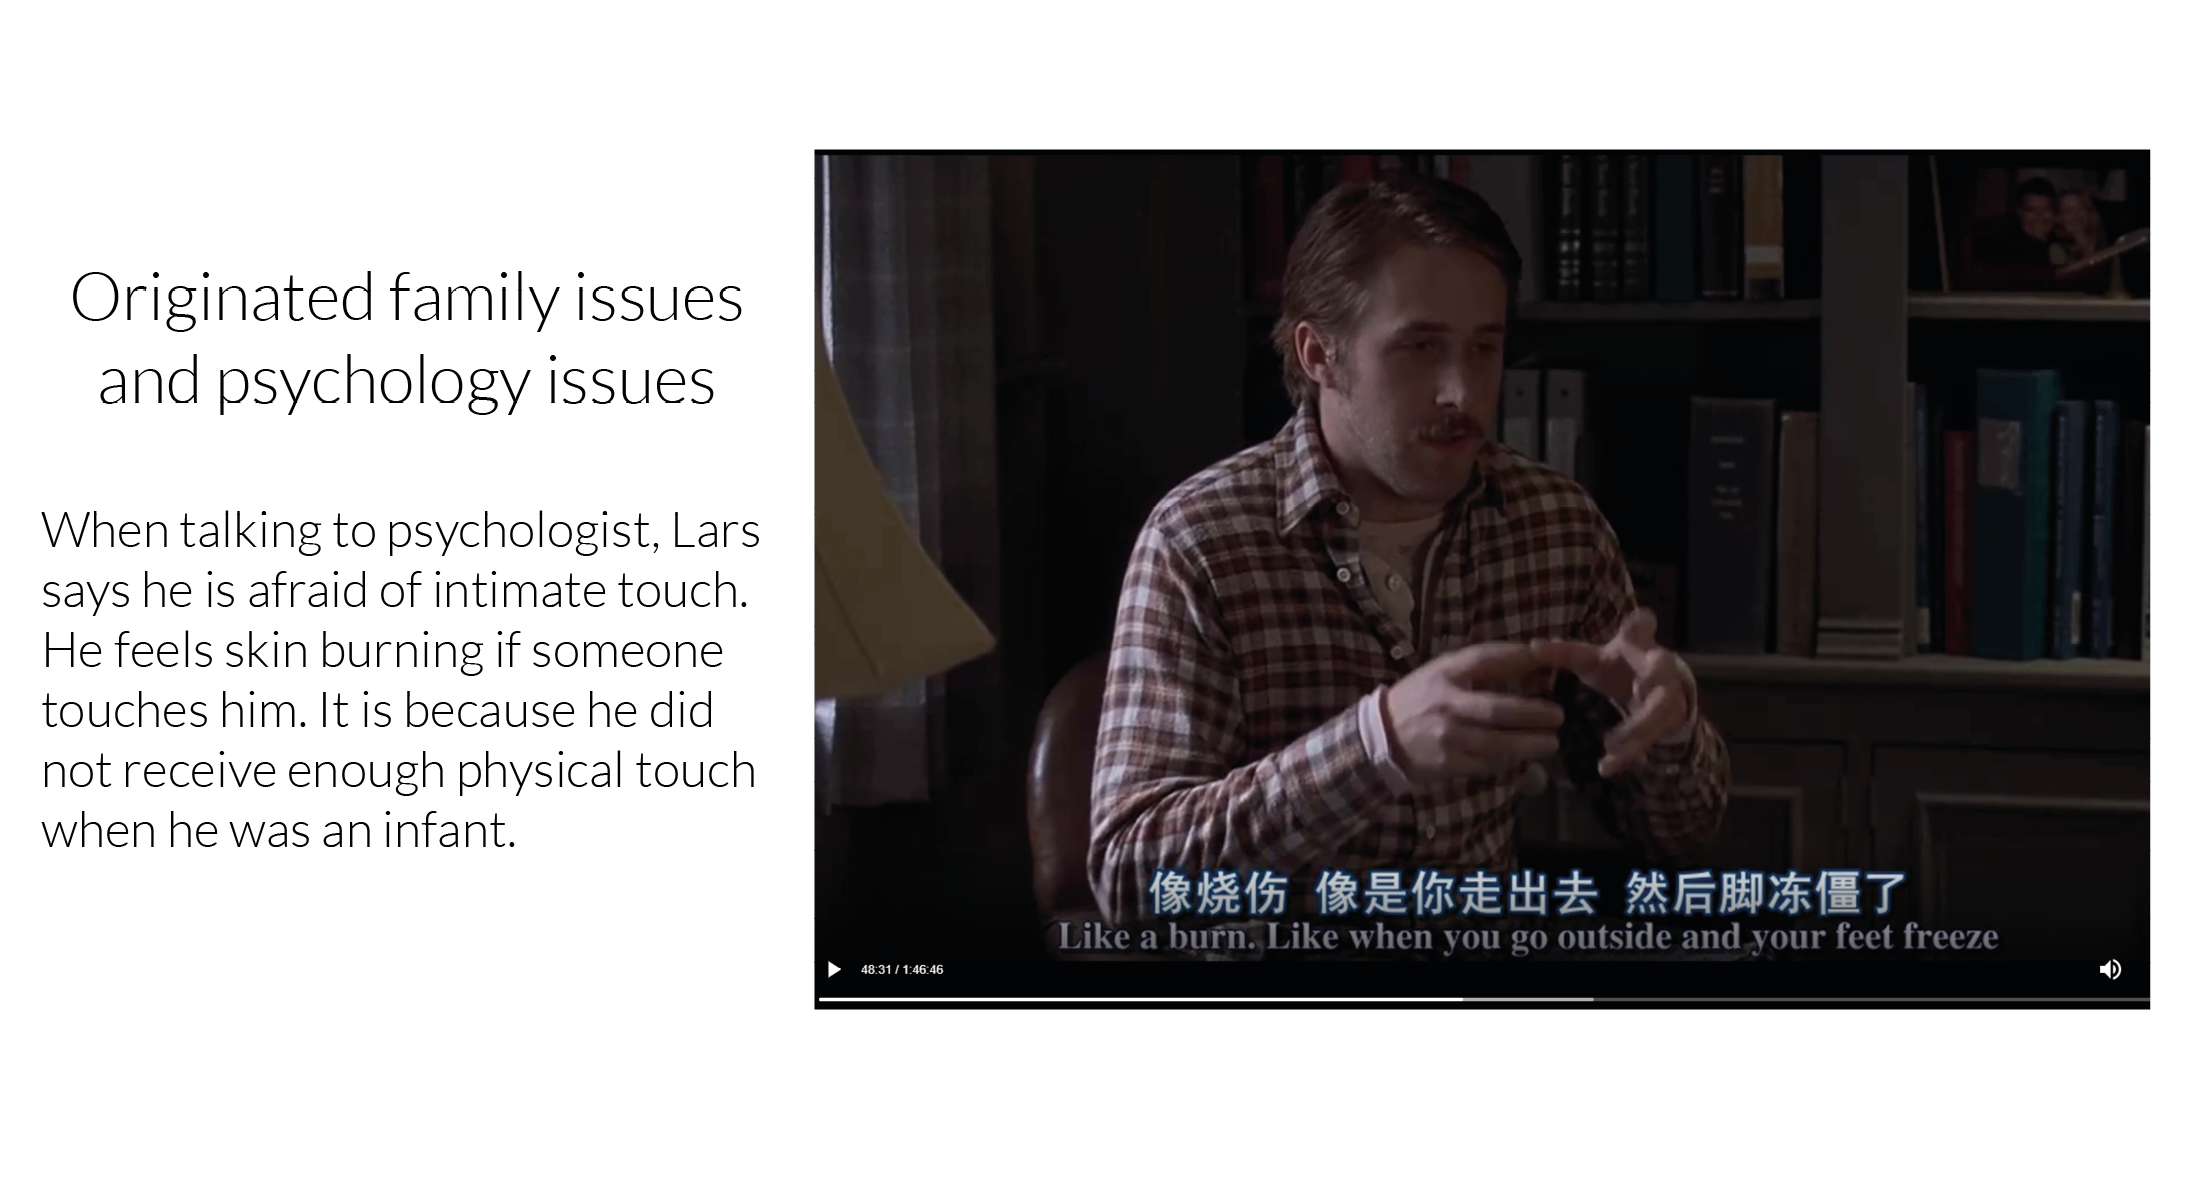 Originated family issues
and psychology issues
When talking to psychologist, Lars
says he is afraid of intimate touch.
He feels skin burning if someone
touches him. It is because he did
not receive enough physical touch
when he was an infant.
像烧伤 像是你走出去 然后脚冻僵了
Like a burn. Like when you go outside and your feet freeze
48:31 / 1:46:46